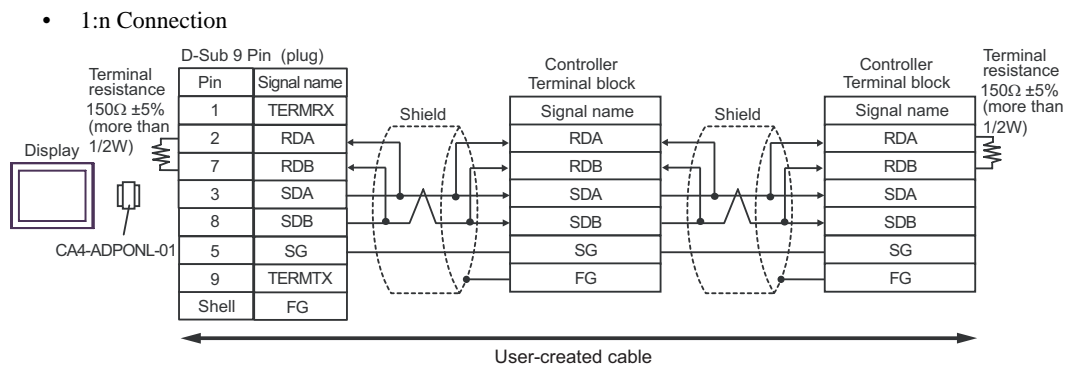 • 1:n Connection
D-Sub 9 Pin (plug)
Terminal
resistance
150Ω ±5%
(more than
1/2W)
Display
CA4-ADPONL-01
Pin Signal name
1 TERMRX
2 RDA
7 RDB
3 SDA
8 SDB
5 SG
9 TERMTX
Shell FG
Shield
Controller
Terminal block
Signal name
RDA
RDB
SDA
SDB
SG
FG
Shield
Controller
Terminal block
Signal name
RDA
RDB
SDA
SDB
SG
FG
Terminal
resistance
150Ω ±5%
(more than
1/2W)
User-created cable